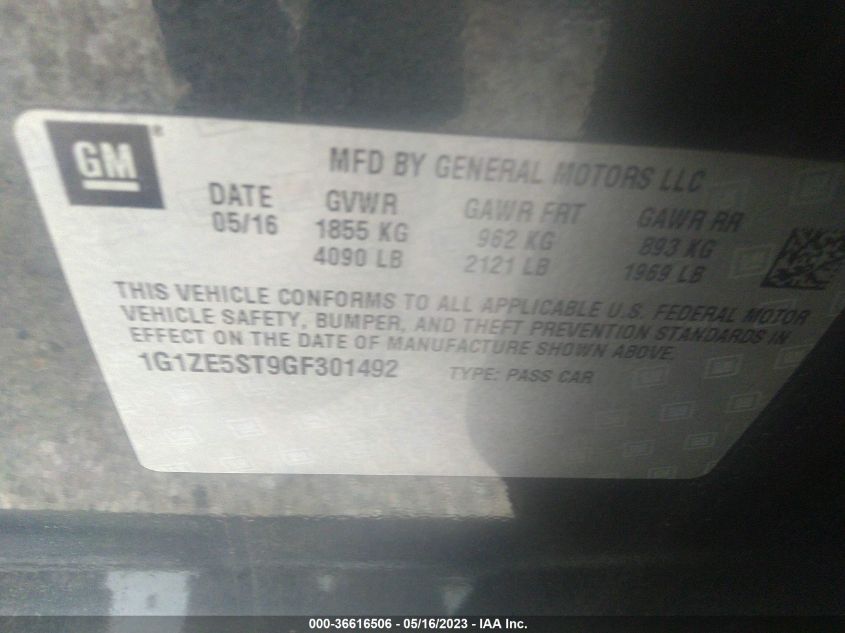 GM®
MFD BY GENERAL MOTORS LLC
DATE GVWR GAWR FRT GAWR RR
05/16 1855 KG 962 KG 893 KG
4090 LB 2121 LB 1969 LB
THIS VEHICLE CONFORMS TO ALL APPLICABLE U.S. FEDERAL MOTOR
VEHICLE SAFETY, BUMPER, AND THEFT PREVENTION STANDARDS IN
EFFECT ON THE DATE OF MANUFACTURE SHOWN ABOVE.
1G1ZE5ST9GF301492 TYPE: PASS CAR
000-36616506 - 05/16/2023 - IAA Inc.